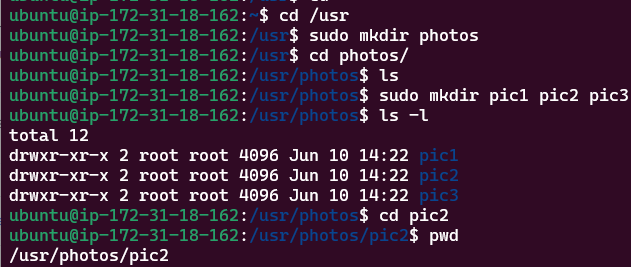 ubuntu@ip-172-31-18-162:~$ cd /usr
ubuntu@ip-172-31-18-162:/usr$ sudo mkdir photos
ubuntu@ip-172-31-18-162:/usr$ cd photos/
ubuntu@ip-172-31-18-162:/usr/photos$ ls
ubuntu@ip-172-31-18-162:/usr/photos$ sudo mkdir pic1 pic2 pic3
ubuntu@ip-172-31-18-162:/usr/photos$ ls -l
total 12
drwxr-xr-x 2 root root 4096 Jun 10 14:22 pic1
drwxr-xr-x 2 root root 4096 Jun 10 14:22 pic2
drwxr-xr-x 2 root root 4096 Jun 10 14:22 pic3
ubuntu@ip-172-31-18-162:/usr/photos$ cd pic2
ubuntu@ip-172-31-18-162:/usr/photos/pic2$ pwd
/usr/photos/pic2